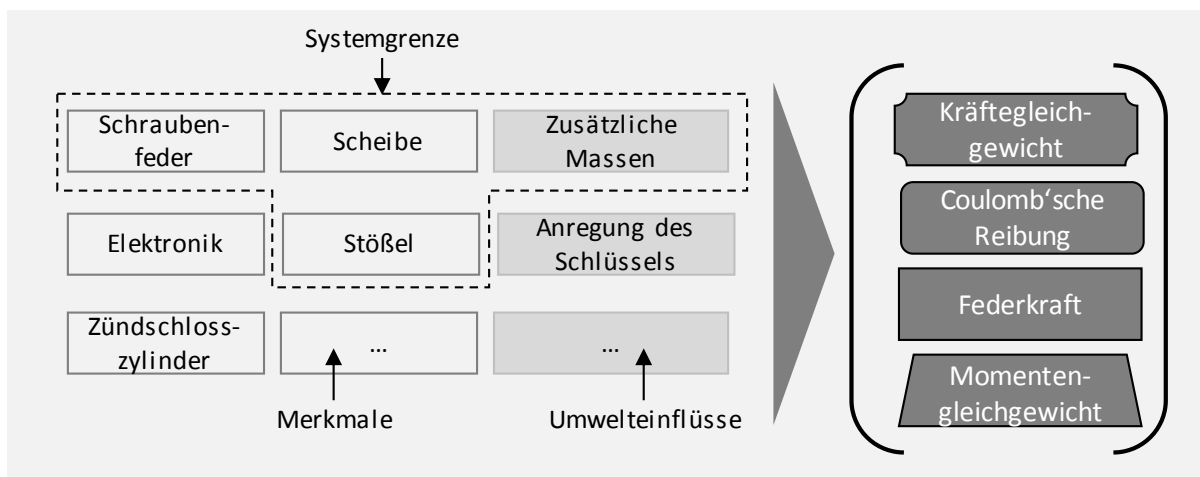 Systemgrenze
Schrauben-
feder
Scheibe
Zusätzliche
Massen
Elektronik
Stößel
Anregung des
Schlüssels
Zündschloss-
zylinder
...
...
Merkmale
Umwelteinflüsse
Kräftegleich-
gewicht
Coulomb‘sche
Reibung
Federkraft
Momenten-
gleichgewicht